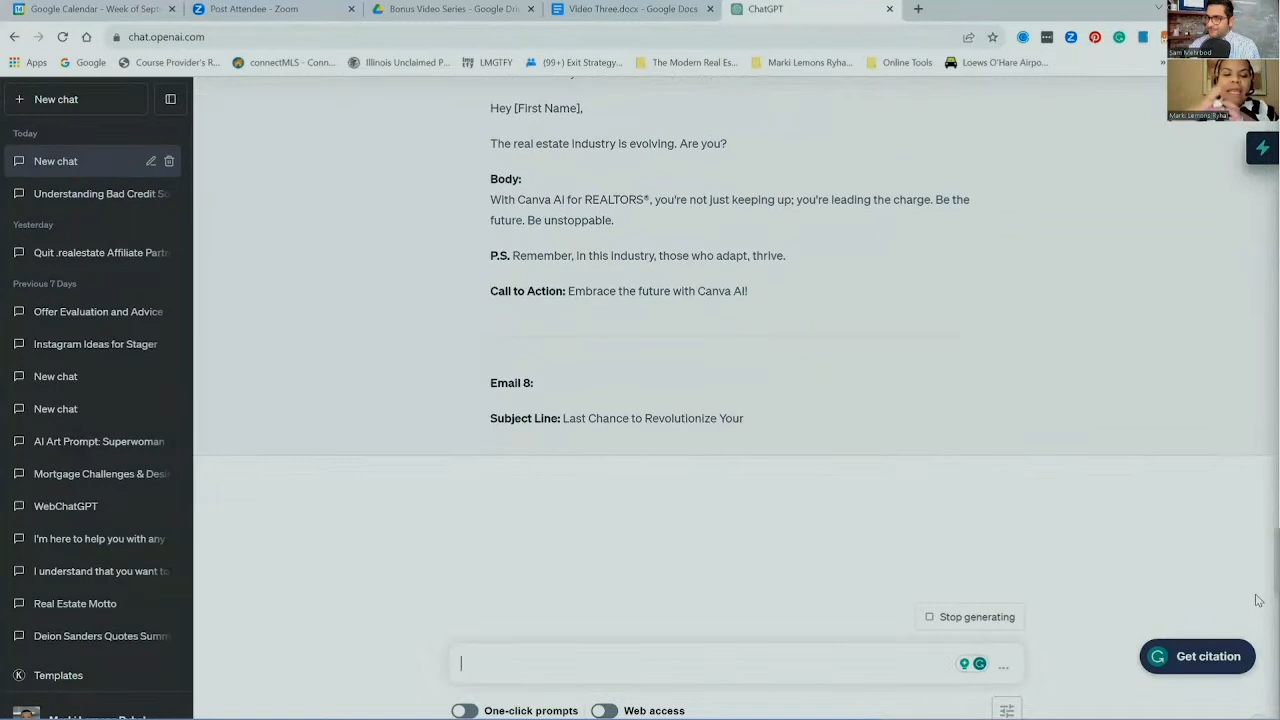 Google Calendar - Week of Sept
Post Attendee - Zoom
Bonus Video Series - Google Driv
Video Three.docx - Google Docs
ChatGPT
chat.openai.com
Apps
Google
Course Provider's R...
connectMLS - Conn...
Illinois Unclaimed P...
MGTFY
(99+) Exit Strategy...
The Modern Real Es...
Marki Lemons Ryha...
Online Tools
Loews O'Hare Airpo...
»
Sam Mehrbod
Marki Lemons Ryhal
New chat
Today
New chat
Understanding Bad Credit Sc
Yesterday
Quit .realestate Affiliate Partn
Previous 7 Days
Offer Evaluation and Advice
Instagram Ideas for Stager
New chat
New chat
AI Art Prompt: Superwoman
Mortgage Challenges & Desi
WebChatGPT
I'm here to help you with any
I understand that you want to
Real Estate Motto
Deion Sanders Quotes Summ
Templates
Hey [First Name],
The real estate industry is evolving. Are you?
Body:
With Canva AI for REALTORS®, you're not just keeping up; you're leading the charge. Be the
future. Be unstoppable.
P.S. Remember, in this industry, those who adapt, thrive.
Call to Action: Embrace the future with Canva AI!
Email 8:
Subject Line: Last Chance to Revolutionize Your
Stop generating
...
Get citation
One-click prompts
Web access